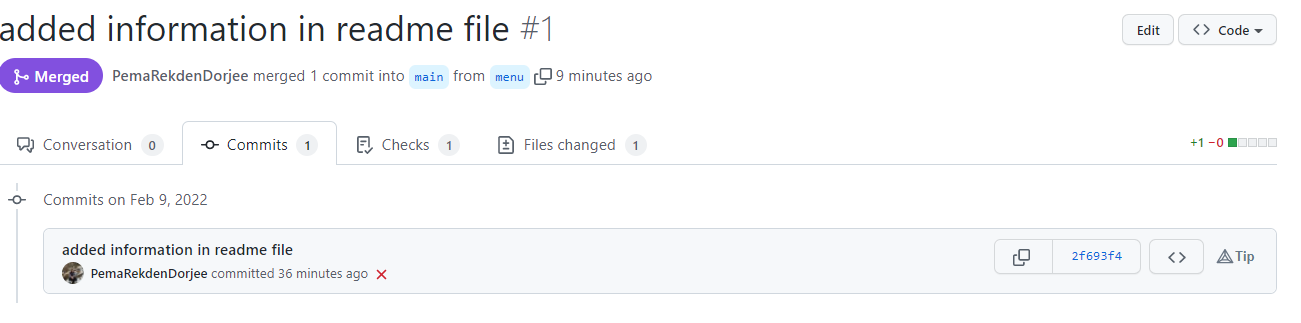 added information in readme file #1
Edit
Code
Merged
PemaRekdenDorjee merged 1 commit into main from menu 9 minutes ago
Conversation 0
Commits 1
Checks 1
Files changed 1
+1 −0
Commits on Feb 9, 2022
added information in readme file
2f693f4
Tip
PemaRekdenDorjee committed 36 minutes ago